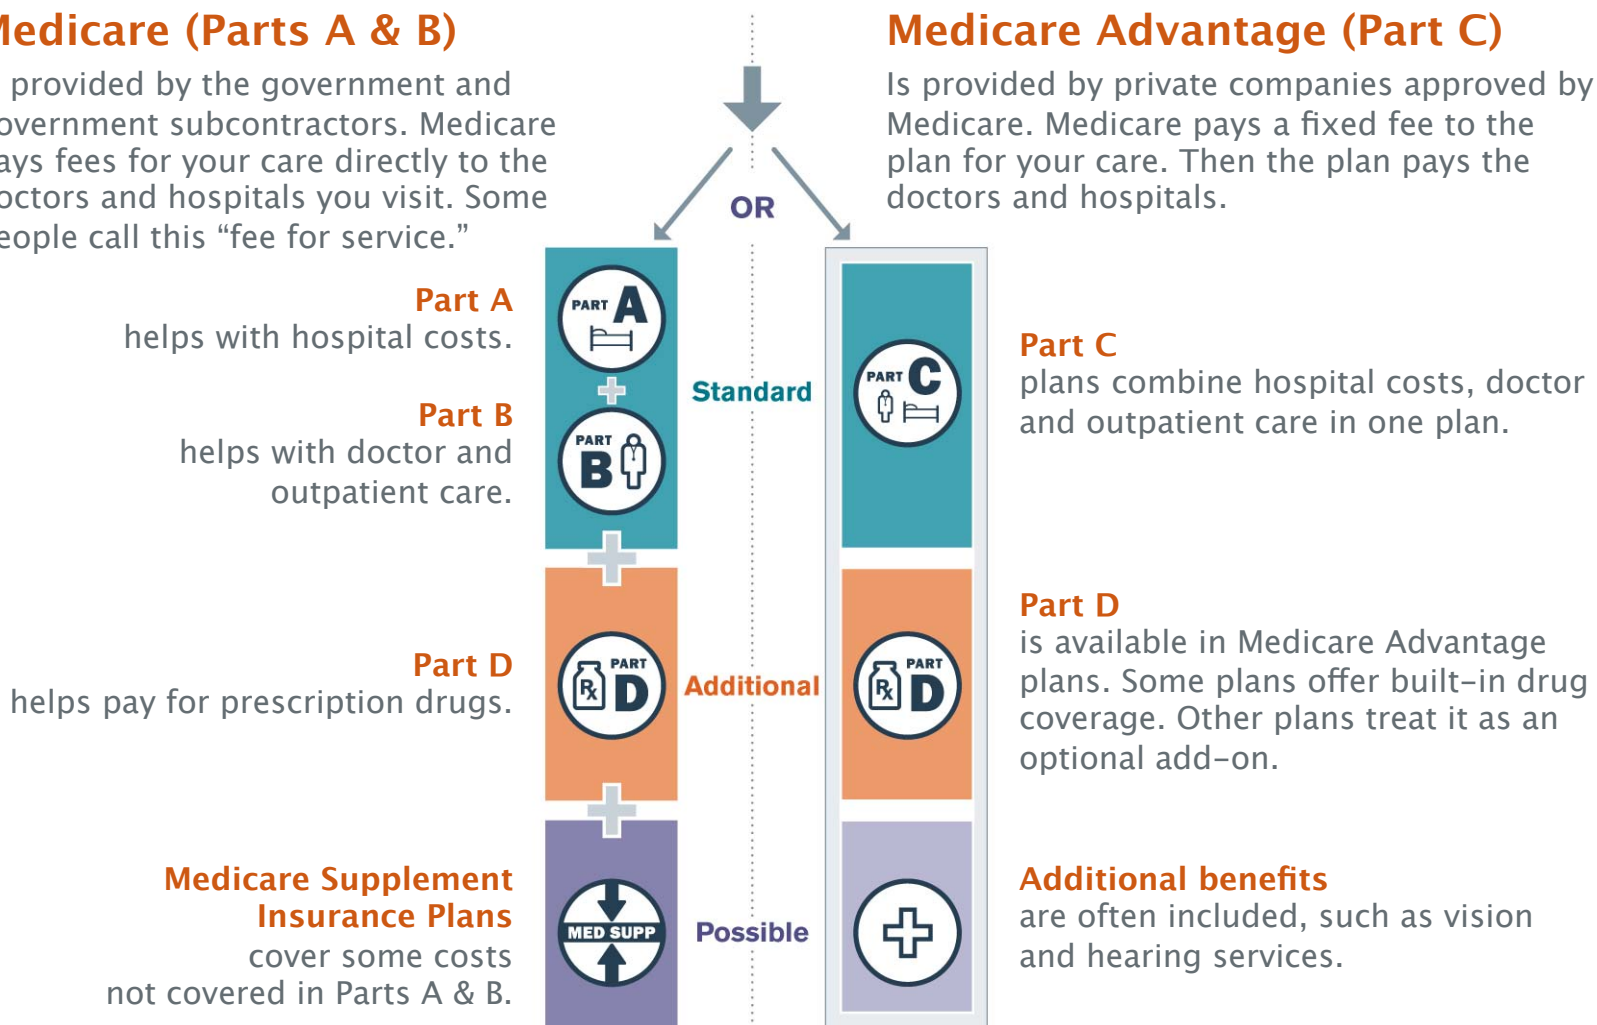 Medicare (Parts A & B)
provided by the government and
government subcontractors. Medicare
pays fees for your care directly to the
doctors and hospitals you visit. Some
people call this “fee for service.”
OR
Medicare Advantage (Part C)
Is provided by private companies approved by
Medicare. Medicare pays a fixed fee to the
plan for your care. Then the plan pays the
doctors and hospitals.
Part A
helps with hospital costs.
Part B
helps with doctor and
outpatient care.
PART A
+
PART
B
Standard
PART C
Part C
plans combine hospital costs, doctor
and outpatient care in one plan.
+
Part D
helps pay for prescription drugs.
Rx PART
D
Additional
Rx PART
D
Part D
is available in Medicare Advantage
plans. Some plans offer built-in drug
coverage. Other plans treat it as an
optional add-on.
+
Medicare Supplement
Insurance Plans
cover some costs
not covered in Parts A & B.
MED SUPP
Possible
Additional benefits
are often included, such as vision
and hearing services.